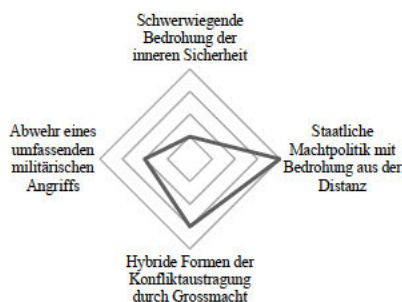 Schwerwiegende
Bedrohung der
inneren Sicherheit
Abwehr eines
umfassenden
militärischen
Angriffs
Staatliche
Machtpolitik mit
Bedrohung aus der
Distanz
Hybride Formen der
Konfliktaustragung
durch Grossmacht